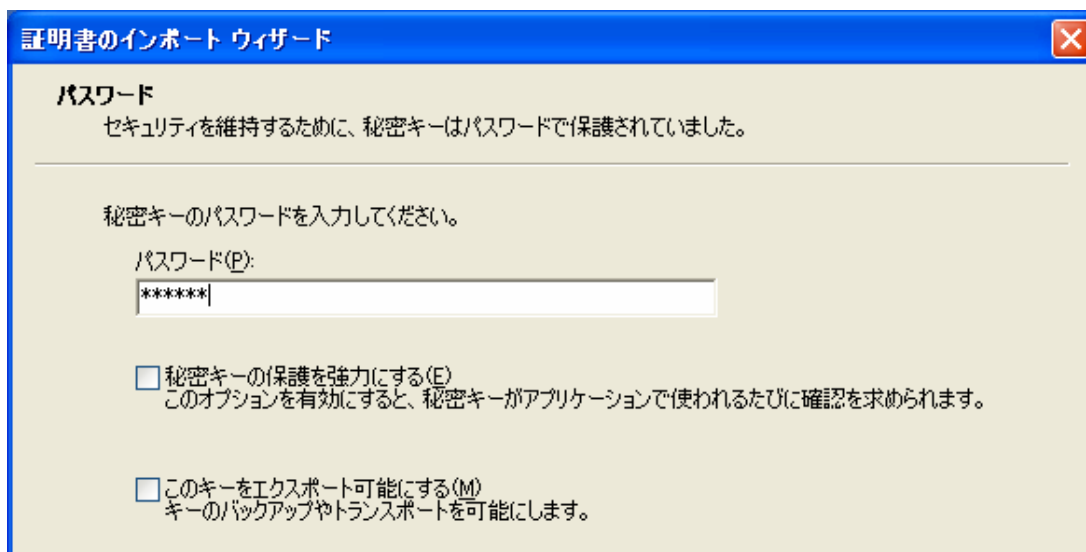 証明書のインポート ウィザード
パスワード
セキュリティを維持するために、秘密キーはパスワードで保護されていました。
秘密キーのパスワードを入力してください。
パスワード(P):
******
秘密キーの保護を強力にする(E)
このオプションを有効にすると、秘密キーがアプリケーションで使われるたびに確認を求められます。
このキーをエクスポート可能にする(M)
キーのバックアップやトランスポートを可能にします。